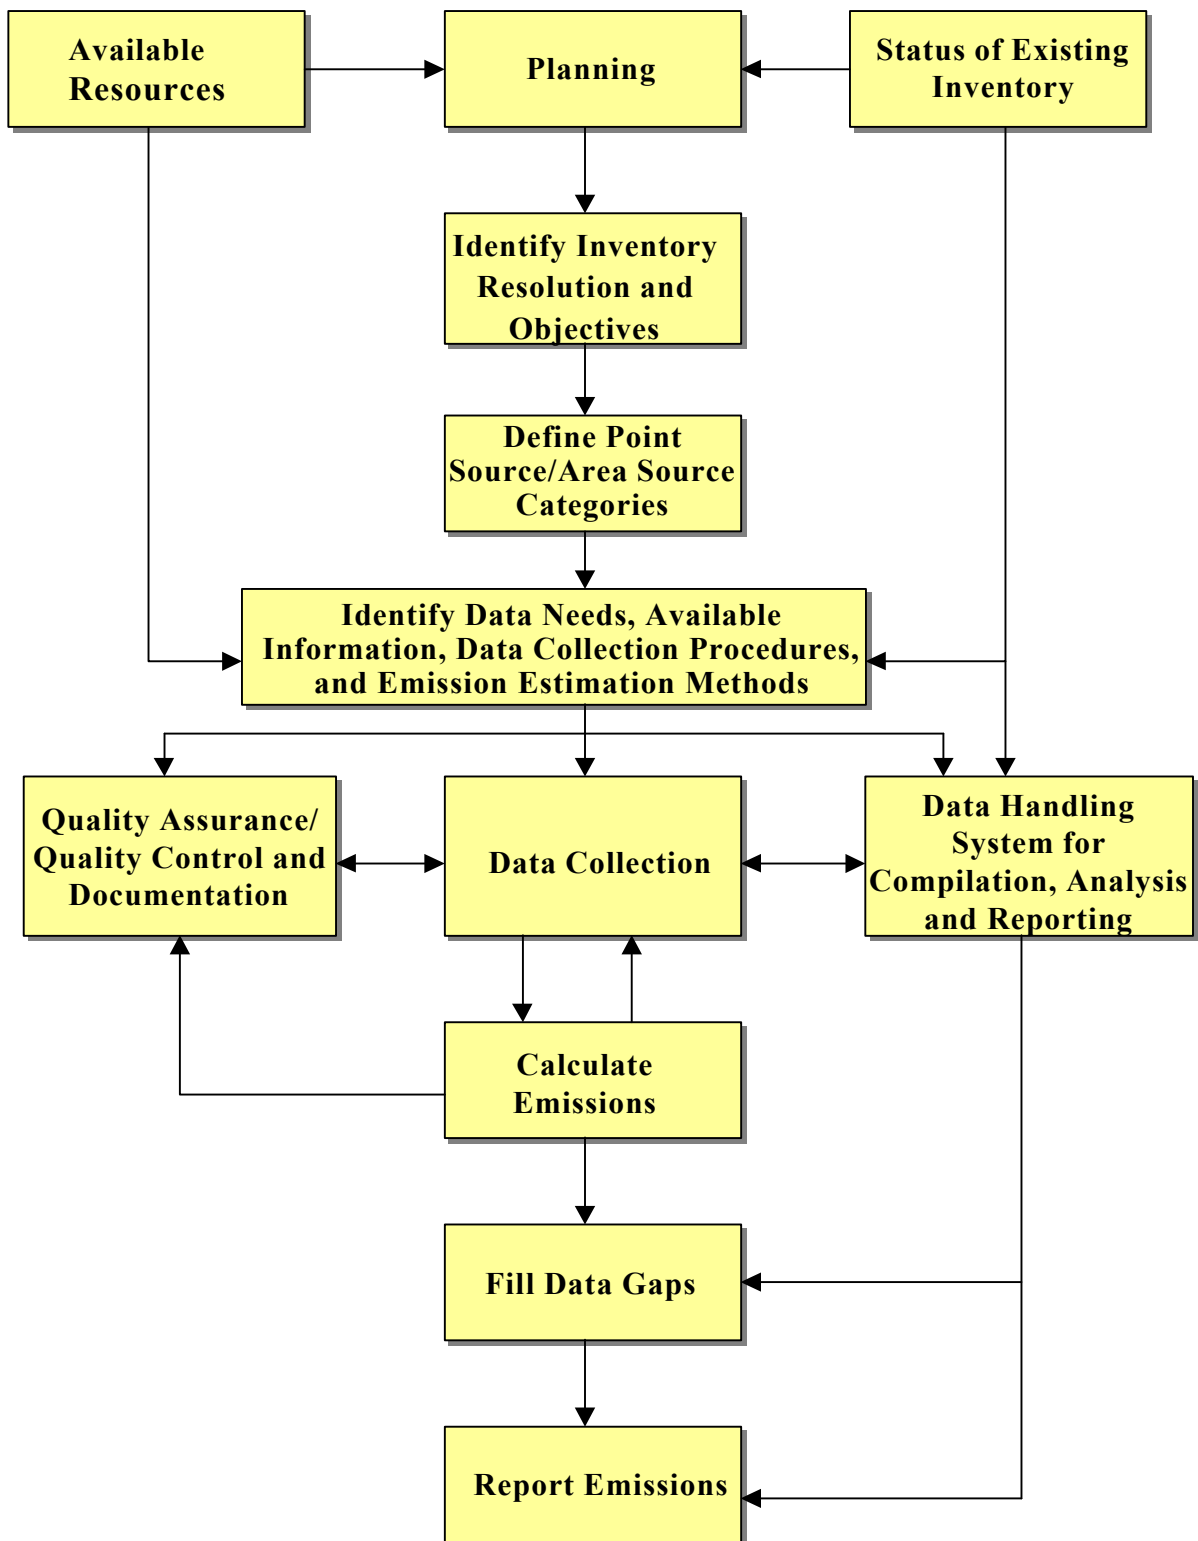 Available
Resources
Planning
Status of Existing
Inventory
Identify Inventory
Resolution and
Objectives
Define Point
Source/Area Source
Categories
Identify Data Needs, Available
Information, Data Collection Procedures,
and Emission Estimation Methods
Quality Assurance/
Quality Control and
Documentation
Data Collection
Data Handling
System for
Compilation, Analysis
and Reporting
Calculate
Emissions
Fill Data Gaps
Report Emissions